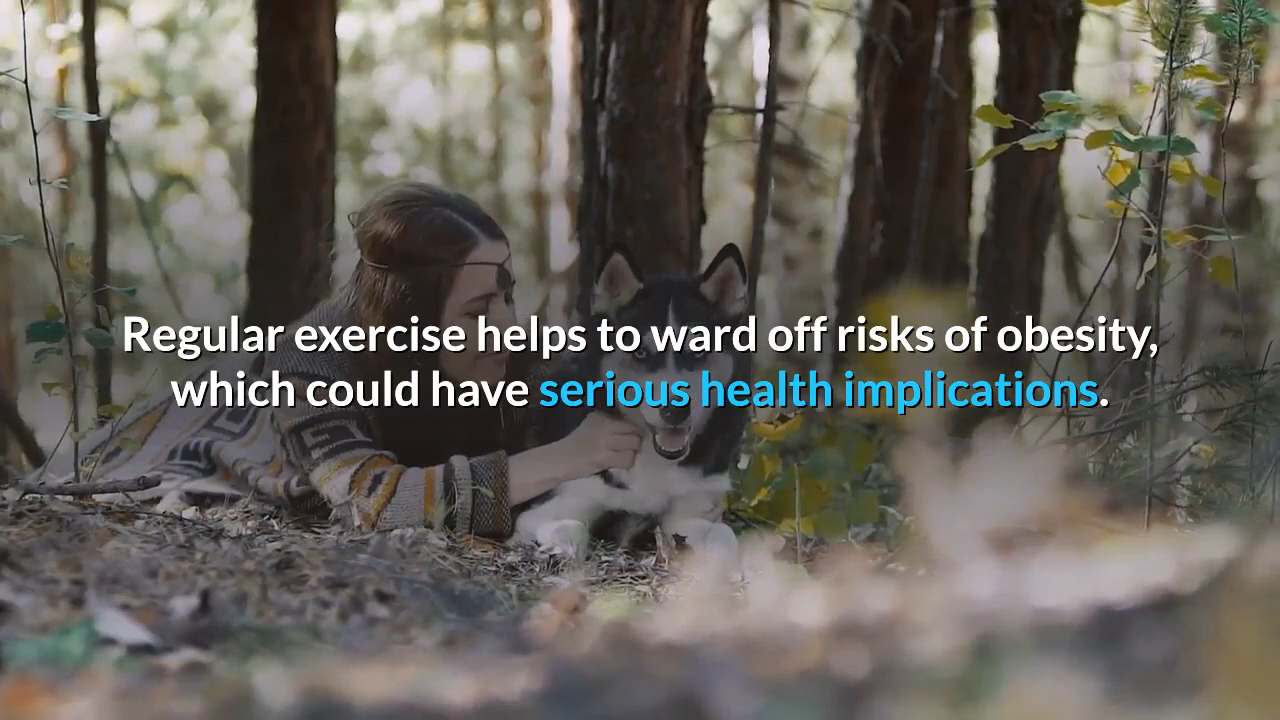 Regular exercise helps to ward off risks of obesity,
which could have serious health implications.